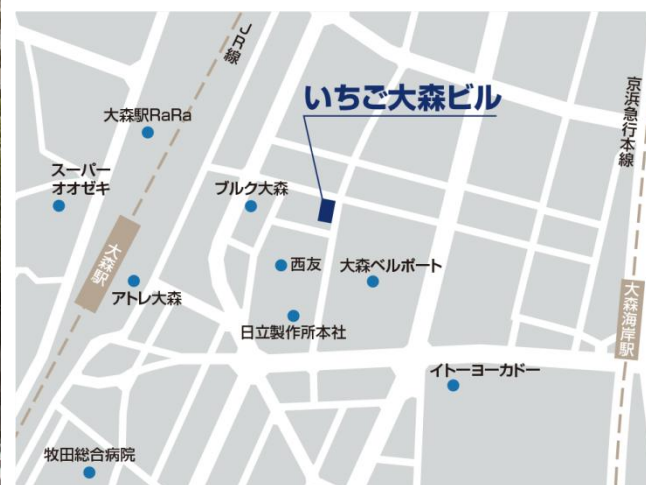 JR線
いちご大森ビル
京浜急行本線
大森駅RaRa
スーパー
オオゼキ
ブルク大森
大森駅
西友
大森ベルポート
アトレ大森
日立製作所本社
大森海岸駅
イトーヨーカドー
牧田総合病院